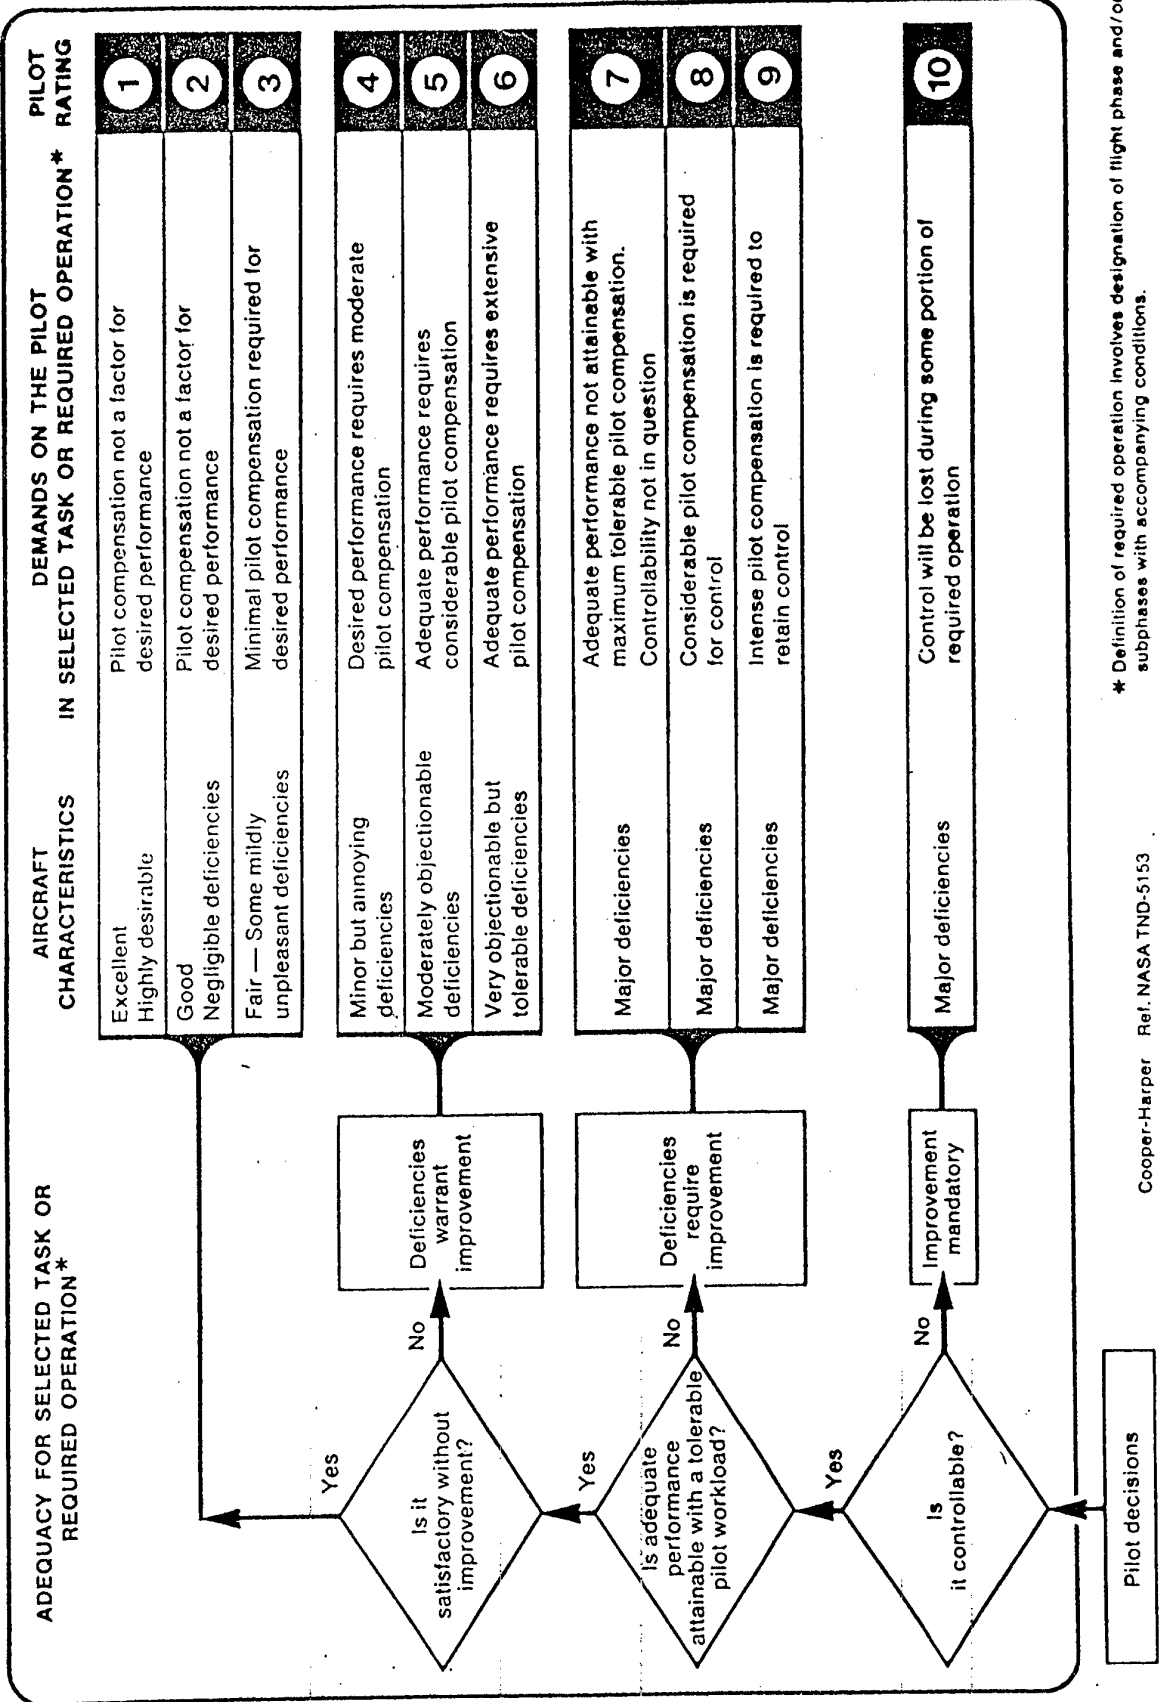 ADEQUACY FOR SELECTED TASK OR
REQUIRED OPERATION*
AIRCRAFT
CHARACTERISTICS
DEMANDS ON THE PILOT
IN SELECTED TASK OR REQUIRED OPERATION*
PILOT
RATING
Excellent
Highly desirable
Pilot compensation not a factor for
desired performance
1
Good
Negligible deficiencies
Pilot compensation not a factor for
desired performance
2
Fair — Some mildly
unpleasant deficiencies
Minimal pilot compensation required for
desired performance
3
Yes
Is it
satisfactory without
improvement?
No
Deficiencies
warrant
improvement
Minor but annoying
deficiencies
Desired performance requires moderate
pilot compensation
4
Moderately objectionable
deficiencies
Adequate performance requires
considerable pilot compensation
5
Very objectionable but
tolerable deficiencies
Adequate performance requires extensive
pilot compensation
6
Yes
Is adequate
performance
attainable with a tolerable
pilot workload?
No
Deficiencies
require
improvement
Major deficiencies
Adequate performance not attainable with
maximum tolerable pilot compensation.
Controllability not in question
7
Major deficiencies
Considerable pilot compensation is required
for control
8
Major deficiencies
Intense pilot compensation is required to
retain control
9
Yes
Is
it controllable?
No
Improvement
mandatory
Major deficiencies
Control will be lost during some portion of
required operation
10
Pilot decisions
Cooper-Harper Ref. NASA TND-5153
* Definition of required operation involves designation of flight phase and/or
subphases with accompanying conditions.